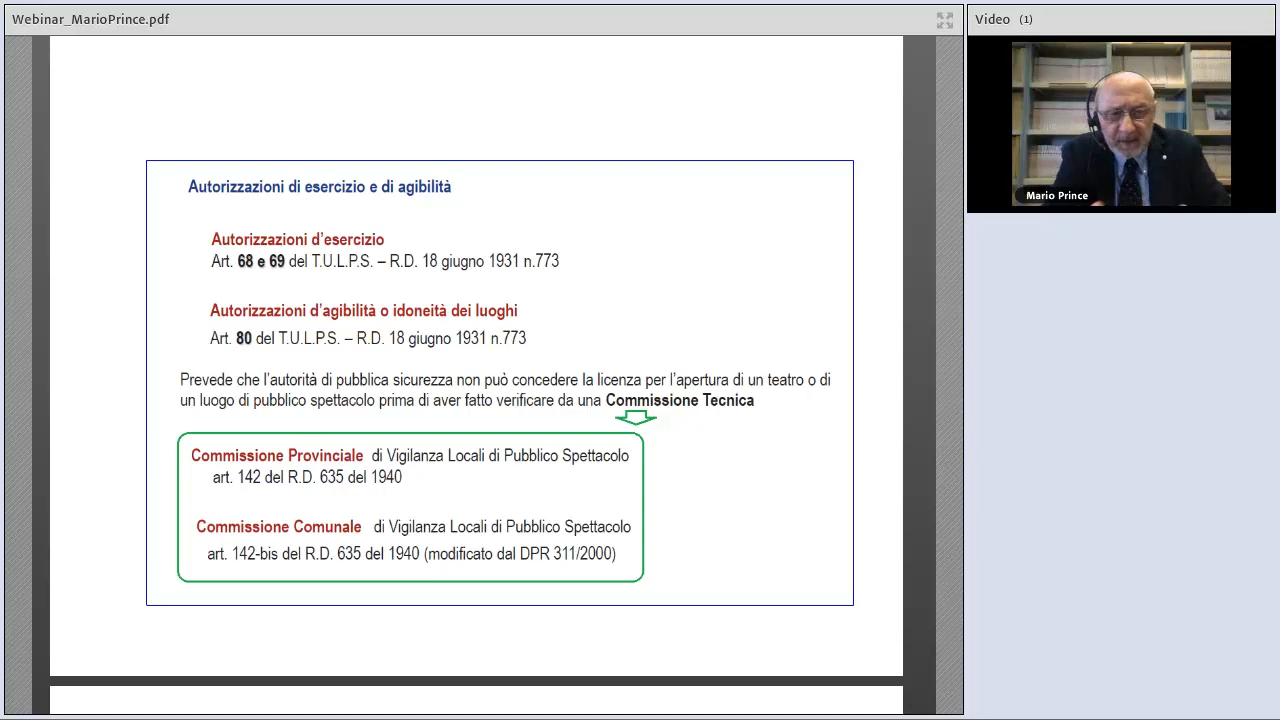 Webinar_MarioPrince.pdf
Video (1)
Mario Prince
Autorizzazioni di esercizio e di agibilità
Autorizzazioni d'esercizio
Art. 68 e 69 del T.U.L.P.S. – R.D. 18 giugno 1931 n.773
Autorizzazioni d'agibilità o idoneità dei luoghi
Art. 80 del T.U.L.P.S. – R.D. 18 giugno 1931 n.773
Prevede che l'autorità di pubblica sicurezza non può concedere la licenza per l'apertura di un teatro o di
un luogo di pubblico spettacolo prima di aver fatto verificare da una Commissione Tecnica
Commissione Provinciale di Vigilanza Locali di Pubblico Spettacolo
art. 142 del R.D. 635 del 1940
Commissione Comunale di Vigilanza Locali di Pubblico Spettacolo
art. 142-bis del R.D. 635 del 1940 (modificato dal DPR 311/2000)